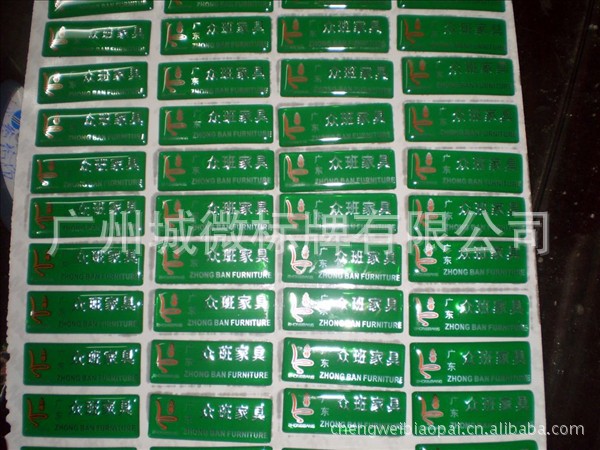 广东 众班家具
ZHONG BAN FURNITURE
广州城微标牌有限公司
chengweibiaopai.cn.alibaba.com